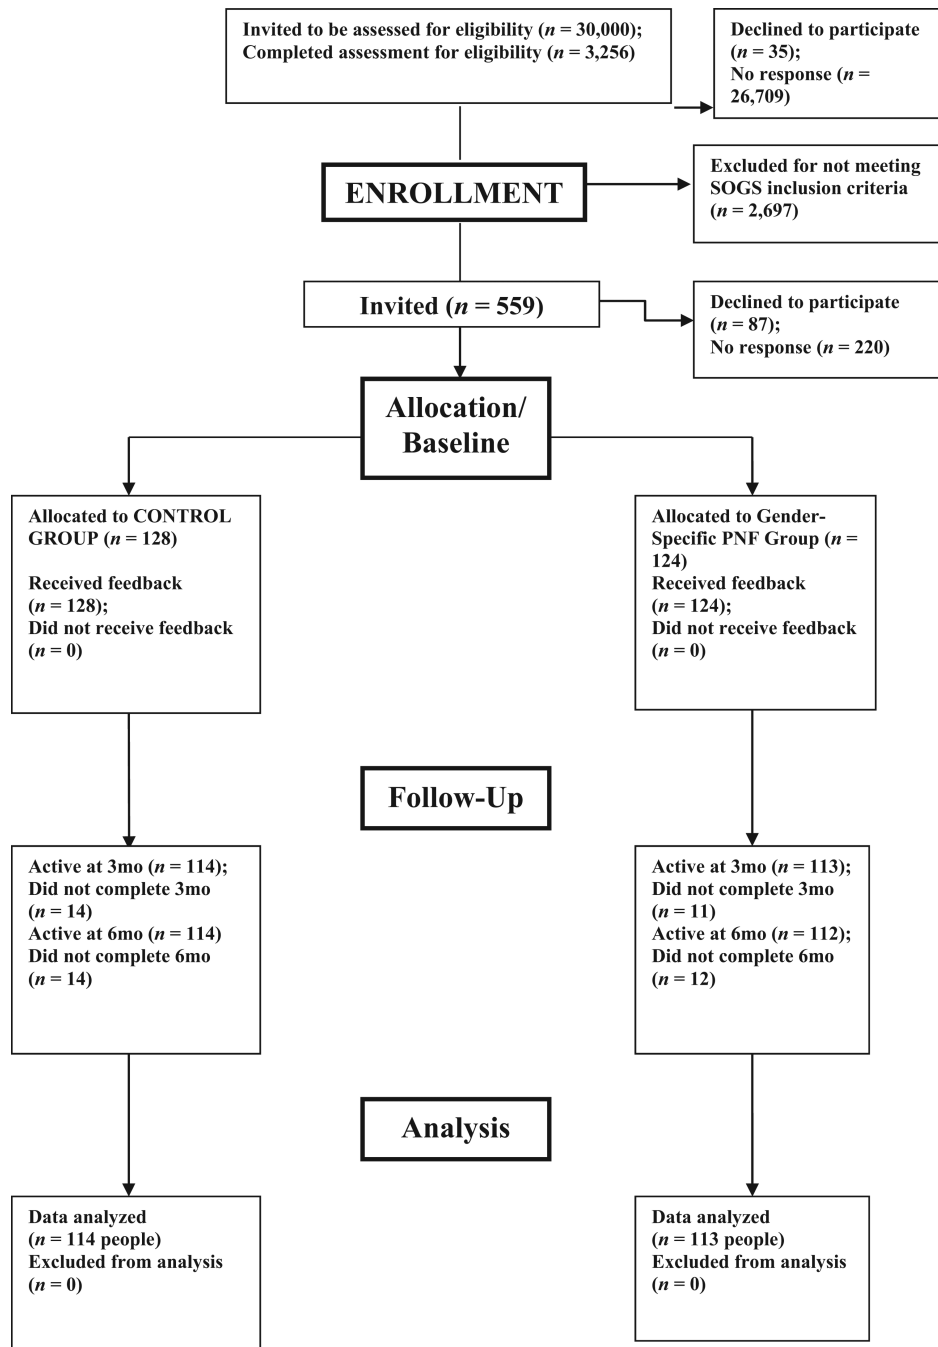 Invited to be assessed for eligibility (n = 30,000);
Completed assessment for eligibility (n = 3,256)
Declined to participate
(n = 35);
No response (n =
26,709)
ENROLLMENT
Excluded for not meeting
SOGS inclusion criteria
(n = 2,697)
Invited (n = 559)
Declined to participate
(n = 87);
No response (n = 220)
Allocation/
Baseline
Allocated to CONTROL
GROUP (n = 128)
Received feedback
(n = 128);
Did not receive feedback
(n = 0)
Allocated to Gender-
Specific PNF Group (n =
124)
Received feedback
(n = 124);
Did not receive feedback
(n = 0)
Follow-Up
Active at 3mo (n = 114);
Did not complete 3mo
(n = 14)
Active at 6mo (n = 114)
Did not complete 6mo
(n = 14)
Active at 3mo (n = 113);
Did not complete 3mo
(n = 11)
Active at 6mo (n = 112);
Did not complete 6mo
(n = 12)
Analysis
Data analyzed
(n = 114 people)
Excluded from analysis
(n = 0)
Data analyzed
(n = 113 people)
Excluded from analysis
(n = 0)